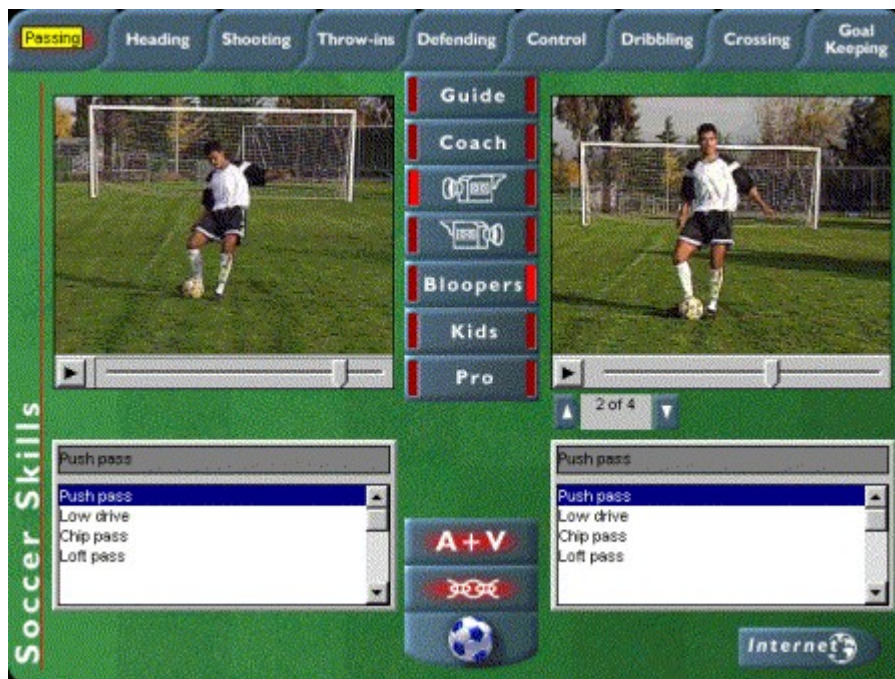 Passing
Heading
Shooting
Throw-ins
Defending
Control
Dribbling
Crossing
Goal
Keeping
Guide
Coach
Bloopers
Kids
Pro
2 of 4
Soccer Skills
Push pass
Push pass
Low drive
Chip pass
Loft pass
A+V
Push pass
Push pass
Low drive
Chip pass
Loft pass
Internet